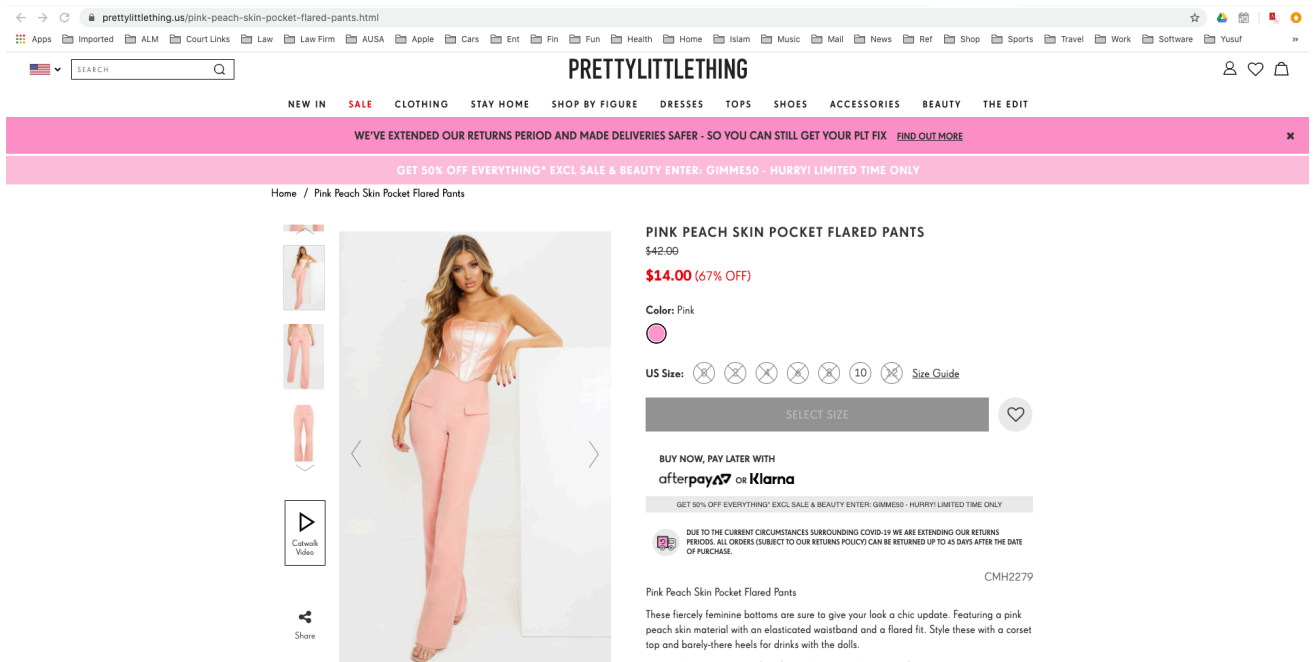 prettylittlething.us/pink-peach-skin-pocket-flared-pants.html
Apps Imported ALM CourtLinks Law Law Firm AUSA Apple Cars Ent Fin Fun Health Home Islam Music Mail News Ref Shop Sports Travel Work Software Yusuf »
SEARCH
PRETTYLITTLETHING
NEW IN SALE CLOTHING STAY HOME SHOP BY FIGURE DRESSES TOPS SHOES ACCESSORIES BEAUTY THE EDIT
WE'VE EXTENDED OUR RETURNS PERIOD AND MADE DELIVERIES SAFER - SO YOU CAN STILL GET YOUR PLT FIX FIND OUT MORE
GET 50% OFF EVERYTHING* EXCL SALE & BEAUTY ENTER: GIMME50 - HURRY! LIMITED TIME ONLY
Home / Pink Peach Skin Pocket Flared Pants
PINK PEACH SKIN POCKET FLARED PANTS
$42.00
$14.00 (67% OFF)
Color: Pink
US Size: 0 2 4 6 8 10 12 Size Guide
SELECT SIZE
BUY NOW, PAY LATER WITH
afterpay OR Klarna
GET 50% OFF EVERYTHING* EXCL SALE & BEAUTY ENTER: GIMME50 - HURRY! LIMITED TIME ONLY
DUE TO THE CURRENT CIRCUMSTANCES SURROUNDING COVID-19 WE ARE EXTENDING OUR RETURNS
PERIODS. ALL ORDERS (SUBJECT TO OUR RETURNS POLICY) CAN BE RETURNED UP TO 45 DAYS AFTER THE DATE
OF PURCHASE.
Catwalk
Video
Share
CMH2279
Pink Peach Skin Pocket Flared Pants
These fiercely feminine bottoms are sure to give your look a chic update. Featuring a pink
peach skin material with an elasticated waistband and a flared fit. Style these with a corset
top and barely-there heels for drinks with the dolls.